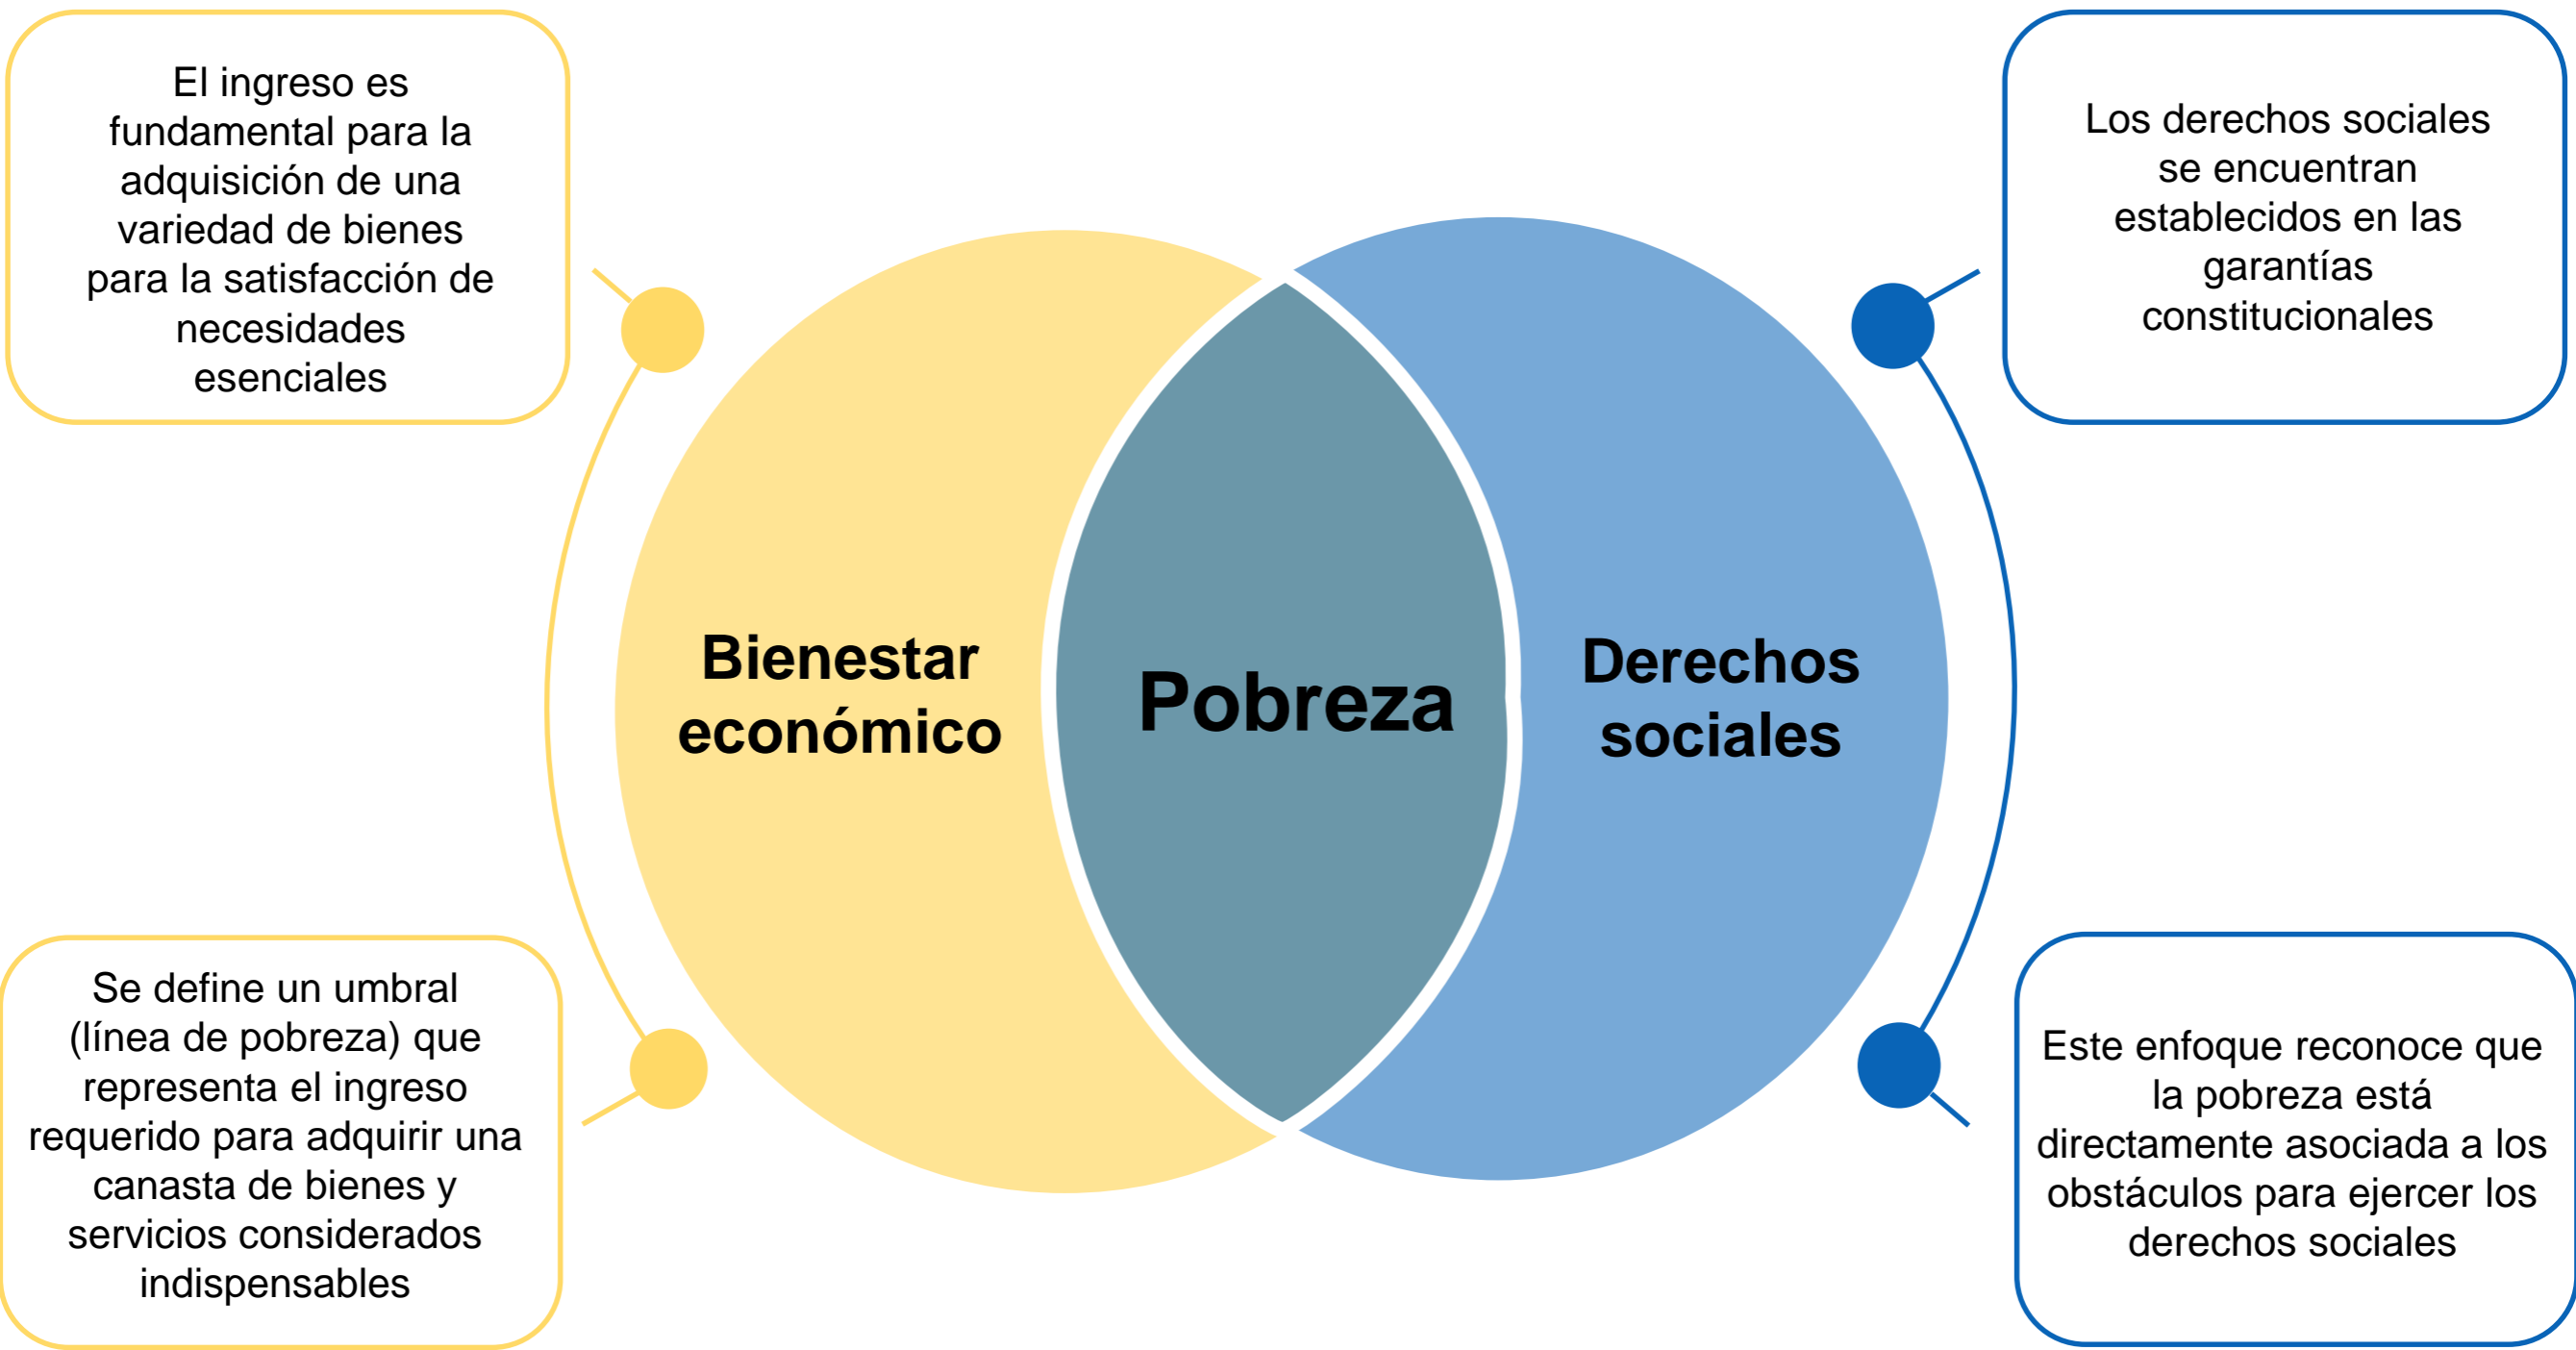 El ingreso es
fundamental para la
adquisición de una
variedad de bienes
para la satisfacción de
necesidades
esenciales
Los derechos sociales
se encuentran
establecidos en las
garantías
constitucionales
Bienestar
económico
Pobreza
Derechos
sociales
Se define un umbral
(línea de pobreza) que
representa el ingreso
requerido para adquirir una
canasta de bienes y
servicios considerados
indispensables
Este enfoque reconoce que
la pobreza está
directamente asociada a los
obstáculos para ejercer los
derechos sociales